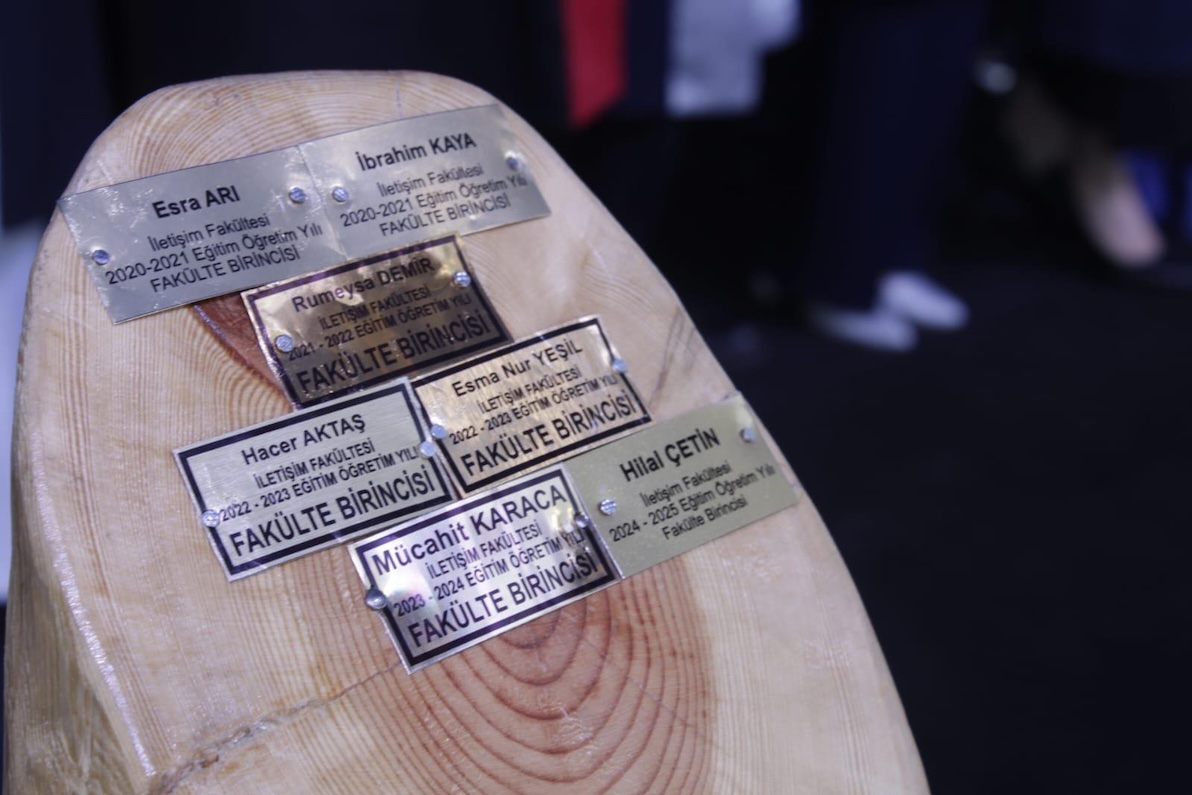 Esra ARI
İletişim Fakültesi
2020-2021 Eğitim Öğretim Yılı
FAKÜLTE BİRİNCİSİ
İbrahim KAYA
İletişim Fakültesi
2020-2021 Eğitim Öğretim Yılı
FAKÜLTE BİRİNCİSİ
Rumeysa DEMİR
İLETİŞİM FAKÜLTESİ
2021 - 2022 EĞİTİM ÖĞRETİM YILI
FAKÜLTE BİRİNCİSİ
Esma Nur YEŞİL
İLETİŞİM FAKÜLTESİ
2022 - 2023 EĞİTİM ÖĞRETİM YILI
FAKÜLTE BİRİNCİSİ
Hacer AKTAŞ
İLETİŞİM FAKÜLTESİ
2022 - 2023 EĞİTİM ÖĞRETİM YILI
FAKÜLTE BİRİNCİSİ
Hilal ÇETİN
İletişim Fakültesi
2024 - 2025 Eğitim Öğretim Yılı
Fakülte Birincisi
Mücahit KARACA
İLETİŞİM FAKÜLTESİ
2023 - 2024 EĞİTİM ÖĞRETİM YILI
FAKÜLTE BİRİNCİSİ